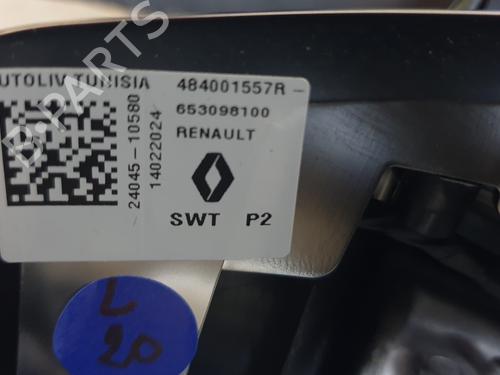 UTOLIV TUNISIA 484001557R -
653098100
RENAULT
24045-10580
14022024
SWT P2
L
20
B-PARTS